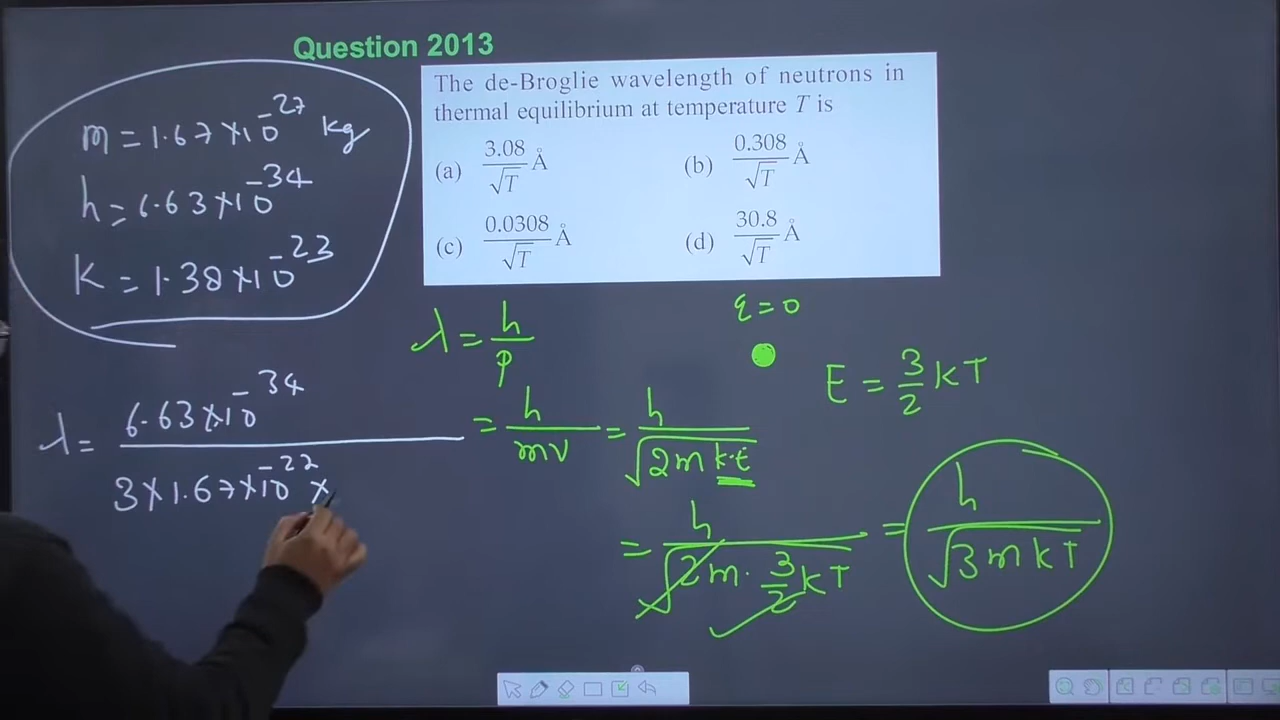 Question 2013
The de-Broglie wavelength of neutrons in
thermal equilibrium at temperature T is
(a) 3.08/√T Å
(b) 0.308/√T Å
(c) 0.0308/√T Å
(d) 30.8/√T Å
m = 1.67×10⁻²⁷ kg
h = 6.63×10⁻³⁴
K = 1.38×10⁻²³
λ = h/p
= h/mv = h/√2m k.E
= h/√2m · 3/2 kT = h/√3mkT
q = 0
E = 3/2 kT
λ = 6.63×10⁻³⁴
3×1.67×10⁻²⁷×